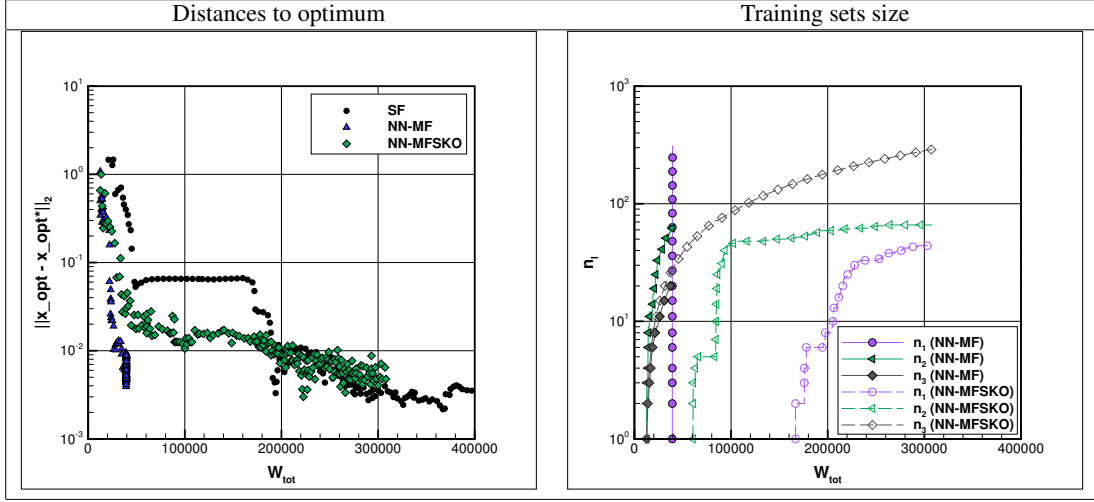 Distances to optimum
Training sets size
10^1
10^0
10^-1
10^-2
10^-3
||x_opt - x_opt*||_2
SF
NN-MF
NN-MFSKO
0 100000 200000 300000 400000
W_tot
10^3
10^2
10^1
10^0
n_i
n_1 (NN-MF)
n_2 (NN-MF)
n_3 (NN-MF)
n_1 (NN-MFSKO)
n_2 (NN-MFSKO)
n_3 (NN-MFSKO)
0 100000 200000 300000 400000
W_tot